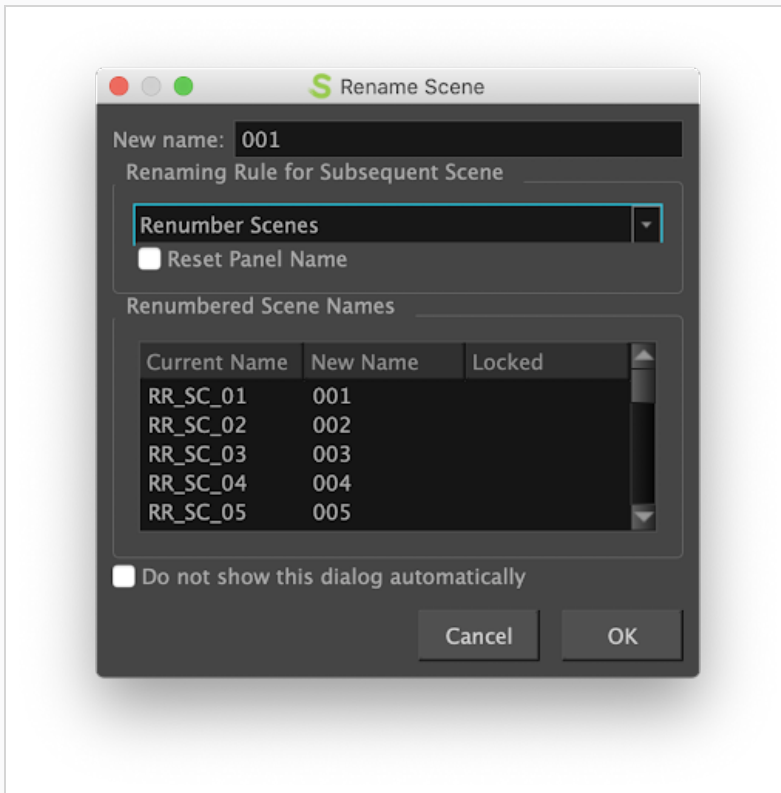 Rename Scene
New name: 001
Renaming Rule for Subsequent Scene
Renumber Scenes
Reset Panel Name
Renumbered Scene Names
Current Name New Name Locked
RR_SC_01 001
RR_SC_02 002
RR_SC_03 003
RR_SC_04 004
RR_SC_05 005
Do not show this dialog automatically
Cancel OK